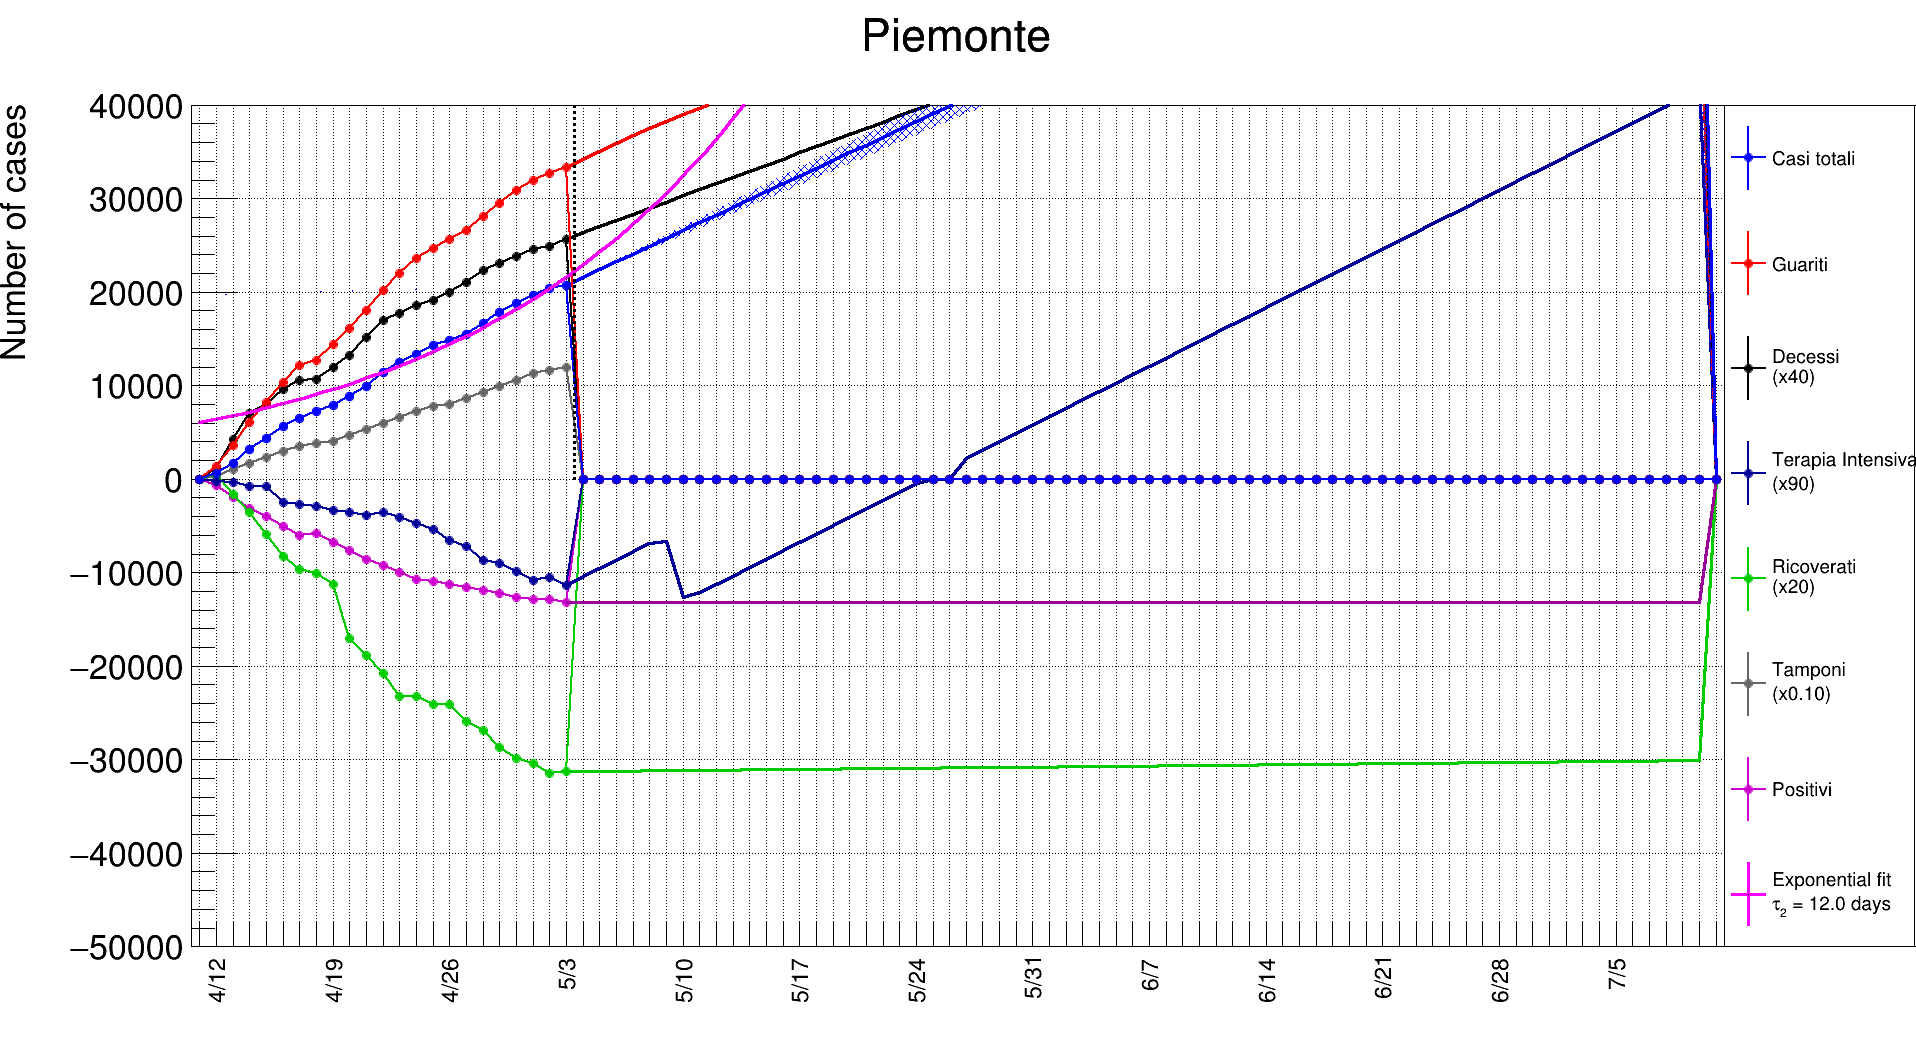 Piemonte
Number of cases
40000
30000
20000
10000
0
−10000
−20000
−30000
−40000
−50000
4/12
4/19
4/26
5/3
5/10
5/17
5/24
5/31
6/7
6/14
6/21
6/28
7/5
Casi totali
Guariti
Decessi
(x40)
Terapia Intensiva
(x90)
Ricoverati
(x20)
Tamponi
(x0.10)
Positivi
Exponential fit
τ2 = 12.0 days